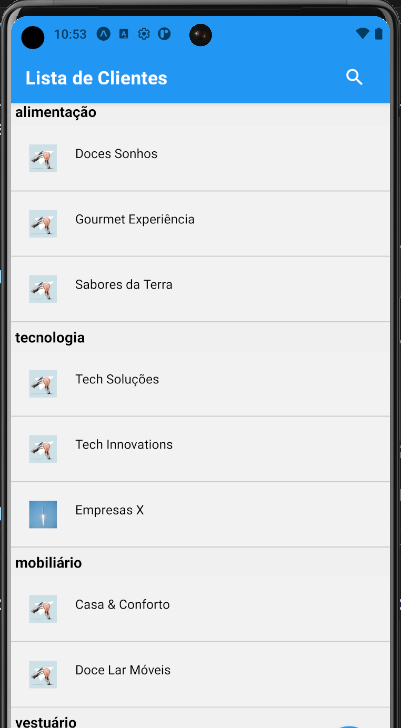 10:53
Lista de Clientes
alimentação
Doces Sonhos
Gourmet Experiência
Sabores da Terra
tecnologia
Tech Soluções
Tech Innovations
Empresas X
mobiliário
Casa & Conforto
Doce Lar Móveis
vestuário